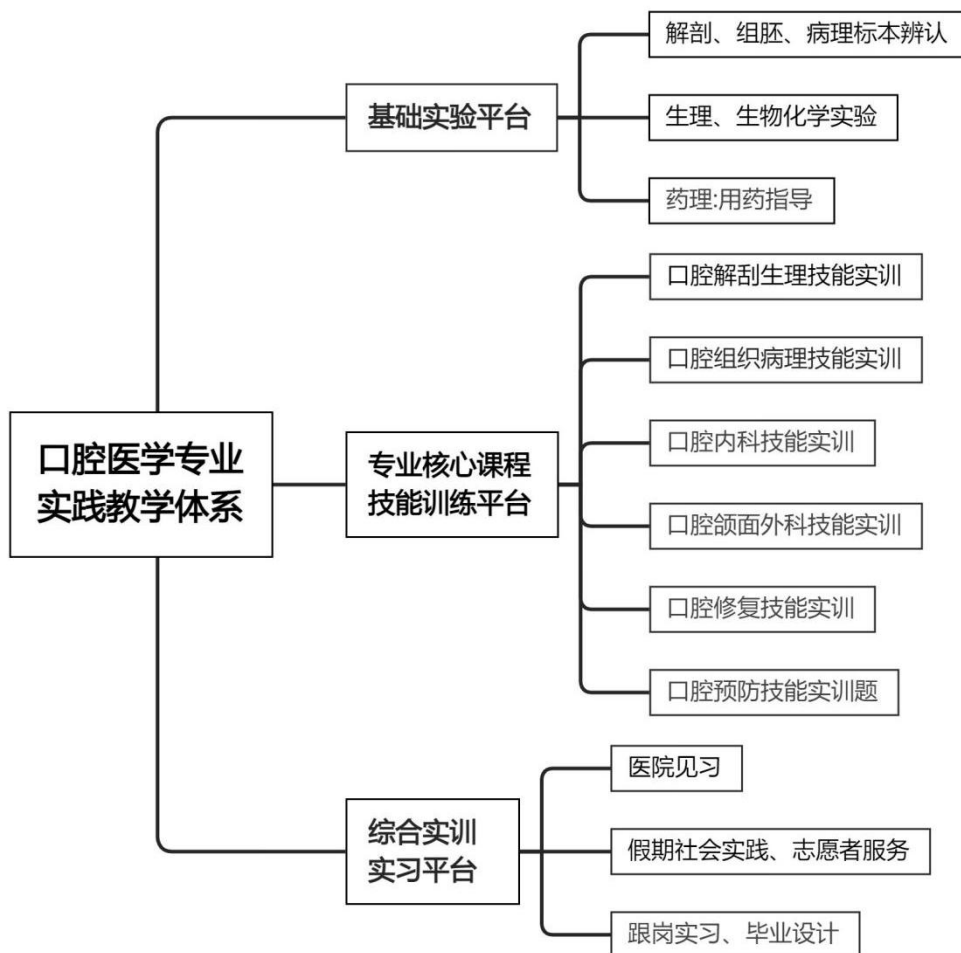 口腔医学专业
实践教学体系
基础实验平台
解剖、组胚、病理标本辨认
生理、生物化学实验
药理:用药指导
专业核心课程
技能训练平台
口腔解刮生理技能实训
口腔组织病理技能实训
口腔内科技能实训
口腔颌面外科技能实训
口腔修复技能实训
口腔预防技能实训题
综合实训
实习平台
医院见习
假期社会实践、志愿者服务
跟岗实习、毕业设计